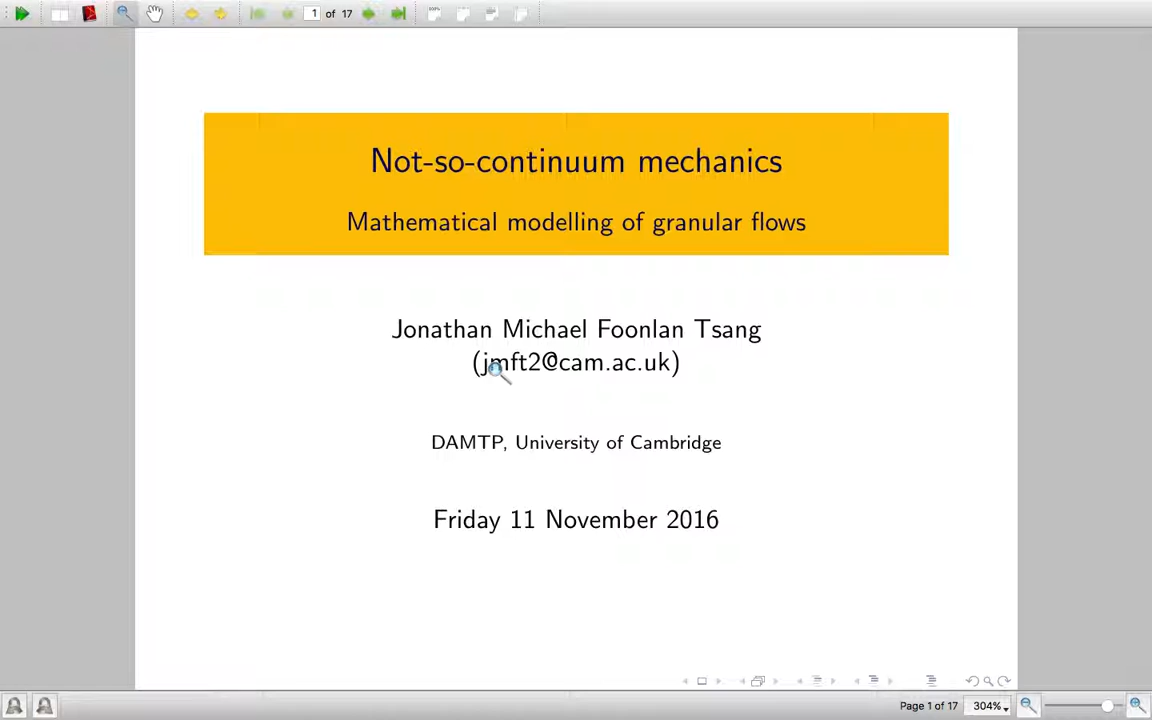 1 of 17
Not-so-continuum mechanics
Mathematical modelling of granular flows
Jonathan Michael Foonlan Tsang
(jmft2@cam.ac.uk)
DAMTP, University of Cambridge
Friday 11 November 2016
Page 1 of 17 304%